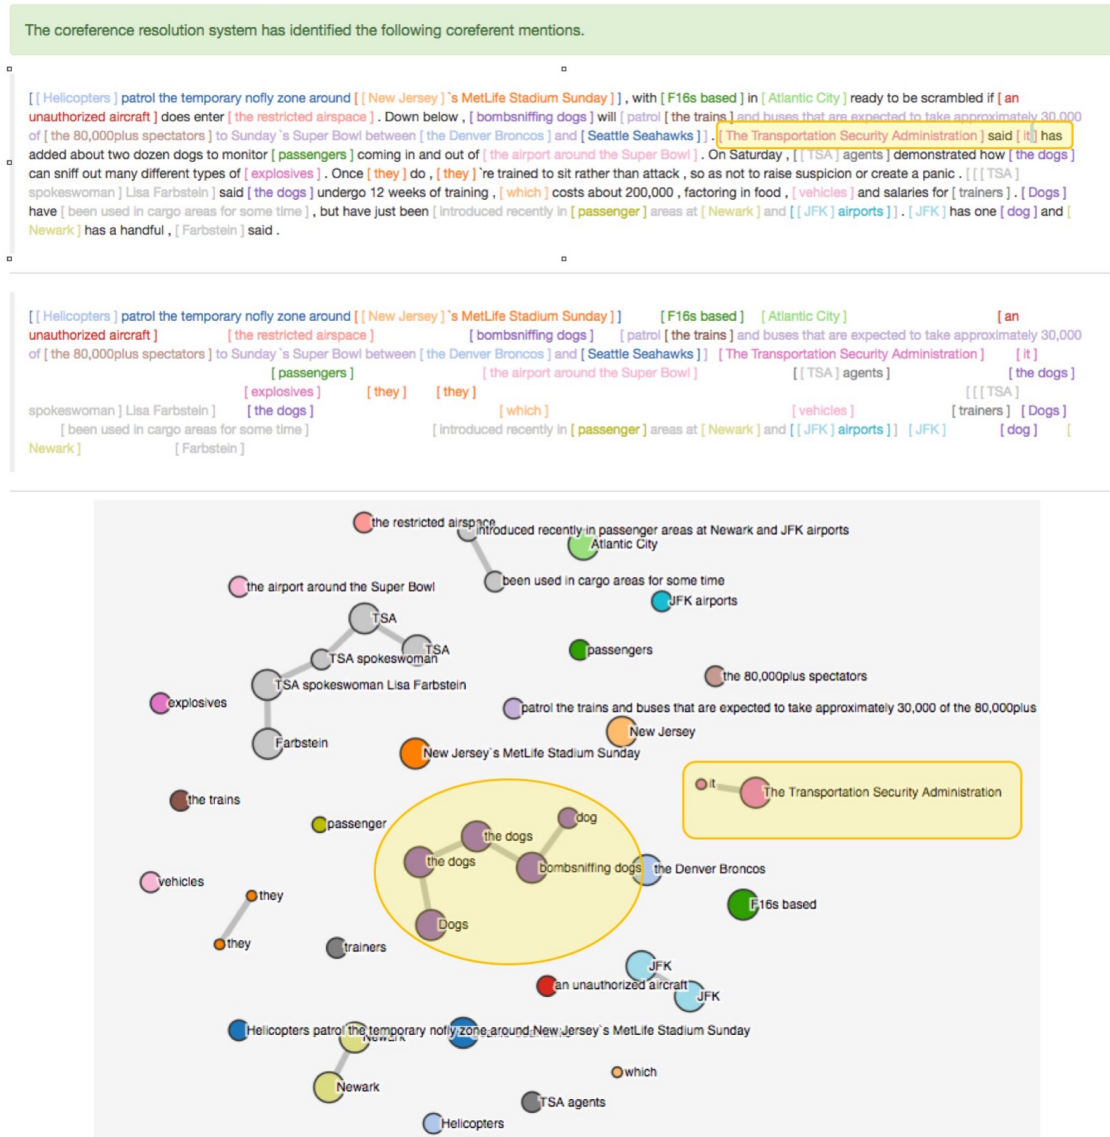 The coreference resolution system has identified the following coreferent mentions.
[ [ Helicopters ] patrol the temporary nofly zone around [ [ New Jersey ] `s MetLife Stadium Sunday ] ] , with [ F16s based ] in [ Atlantic City ] ready to be scrambled if [ an
unauthorized aircraft ] does enter [ the restricted airspace ] . Down below , [ bombsniffing dogs ] will [ patrol [ the trains ] and buses that are expected to take approximately 30,000
of [ the 80,000plus spectators ] to Sunday`s Super Bowl between [ the Denver Broncos ] and [ Seattle Seahawks ] ] . [ The Transportation Security Administration ] said [ it ] has
added about two dozen dogs to monitor [ passengers ] coming in and out of [ the airport around the Super Bowl ] . On Saturday , [ [ TSA ] agents ] demonstrated how [ the dogs ]
can sniff out many different types of [ explosives ] . Once [ they ] do , [ they ] `re trained to sit rather than attack , so as not to raise suspicion or create a panic . [ [ [ TSA ]
spokeswoman ] Lisa Farbstein ] said [ the dogs ] undergo 12 weeks of training , [ which ] costs about 200,000 , factoring in food , [ vehicles ] and salaries for [ trainers ] . [ Dogs ]
have [ been used in cargo areas for some time ] , but have just been [ introduced recently in [ passenger ] areas at [ Newark ] and [ [ JFK ] airports ] ] . [ JFK ] has one [ dog ] and [
Newark ] has a handful , [ Farbstein ] said .
[ [ Helicopters ] patrol the temporary nofly zone around [ [ New Jersey ] `s MetLife Stadium Sunday ] ] [ F16s based ] [ Atlantic City ] [ an
unauthorized aircraft ] [ the restricted airspace ] [ bombsniffing dogs ] [ patrol [ the trains ] and buses that are expected to take approximately 30,000
of [ the 80,000plus spectators ] to Sunday`s Super Bowl between [ the Denver Broncos ] and [ Seattle Seahawks ] ] [ The Transportation Security Administration ] [ it ]
[ passengers ] [ the airport around the Super Bowl ] [ [ TSA ] agents ] [ the dogs ]
[ explosives ] [ they ] [ they ] [ [ [ TSA ]
spokeswoman ] Lisa Farbstein ] [ the dogs ] [ which ] [ vehicles ] [ trainers ] [ Dogs ]
[ been used in cargo areas for some time ] [ introduced recently in [ passenger ] areas at [ Newark ] and [ [ JFK ] airports ] ] [ JFK ] [ dog ] [
Newark ] [ Farbstein ]
the restricted airspace
introduced recently in passenger areas at Newark and JFK airports
Atlantic City
been used in cargo areas for some time
the airport around the Super Bowl
JFK airports
TSA
TSA
passengers
TSA spokeswoman
the 80,000plus spectators
TSA spokeswoman Lisa Farbstein
explosives
patrol the trains and buses that are expected to take approximately 30,000 of the 80,000plus
New Jersey
Farbstein
New Jersey`s MetLife Stadium Sunday
it
The Transportation Security Administration
the trains
dog
passenger
the dogs
the dogs
bombsniffing dogs
the Denver Broncos
vehicles
they
F16s based
Dogs
they
trainers
JFK
an unauthorized aircraft
JFK
Helicopters patrol the temporary nofly zone around New Jersey`s MetLife Stadium Sunday
Newark
which
Newark
TSA agents
Helicopters